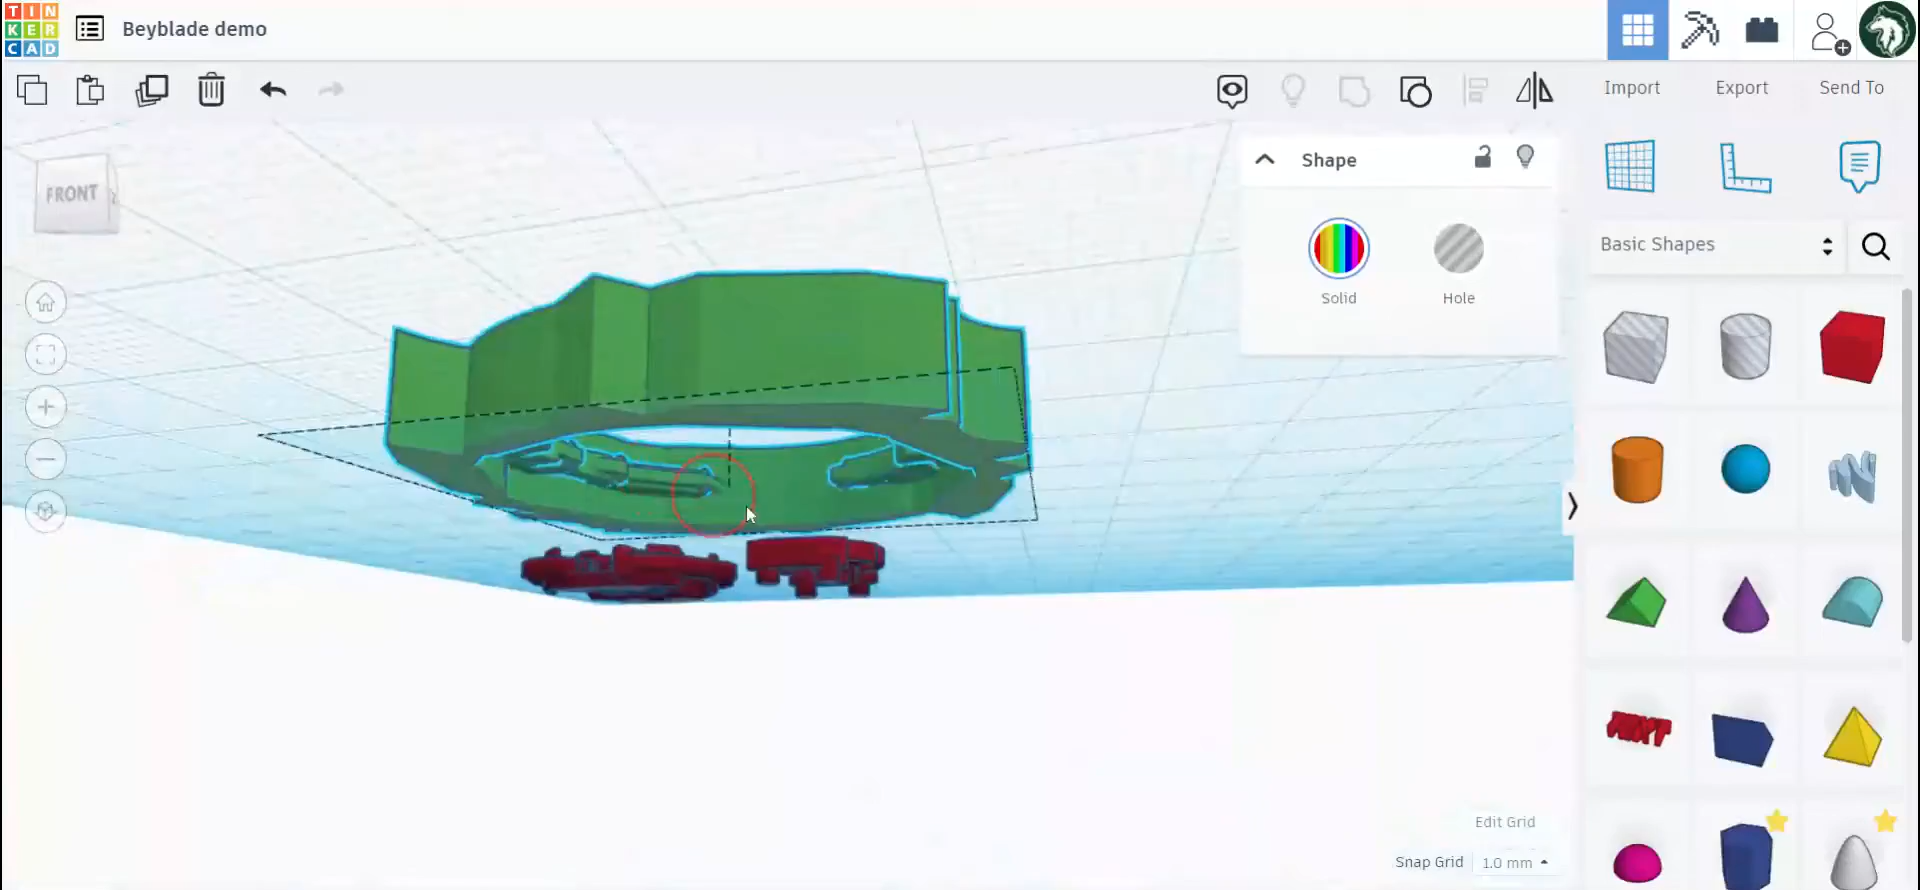 TIN
KER
CAD
Beyblade demo
Import
Export
Send To
FRONT
Shape
Solid
Hole
Basic Shapes
TEXT
Edit Grid
Snap Grid
1.0 mm